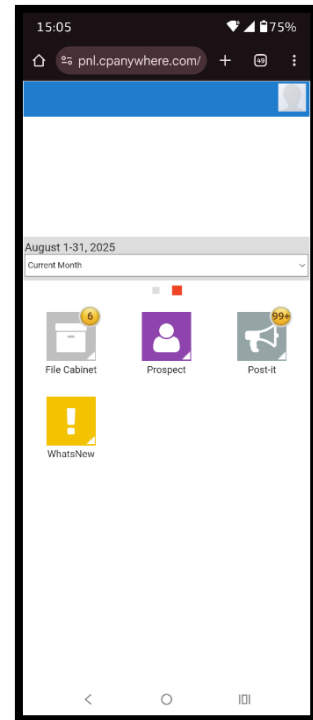 15:05
75%
pnl.cpanywhere.com/
49
August 1-31, 2025
Current Month
6
99+
File Cabinet
Prospect
Post-it
WhatsNew